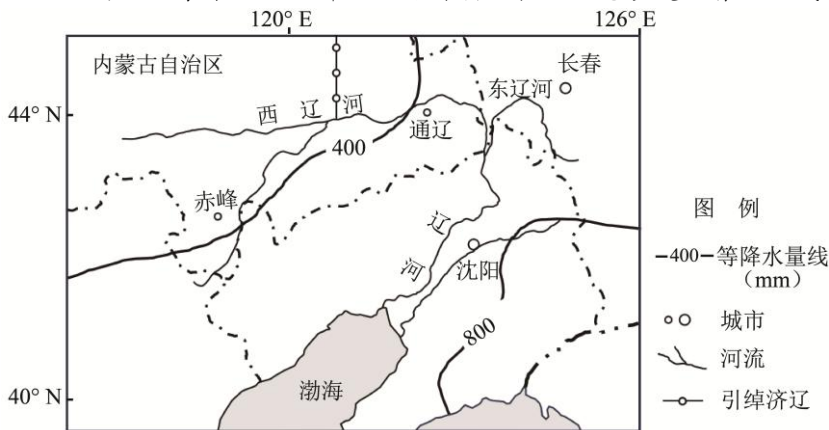 120° E
126° E
内蒙古自治区
长春
东辽河
44° N
西辽河
通辽
400
赤峰
图 例
辽河
沈阳
—400—等降水量线
（mm）
城市
800
河流
渤海
40° N
引绰济辽